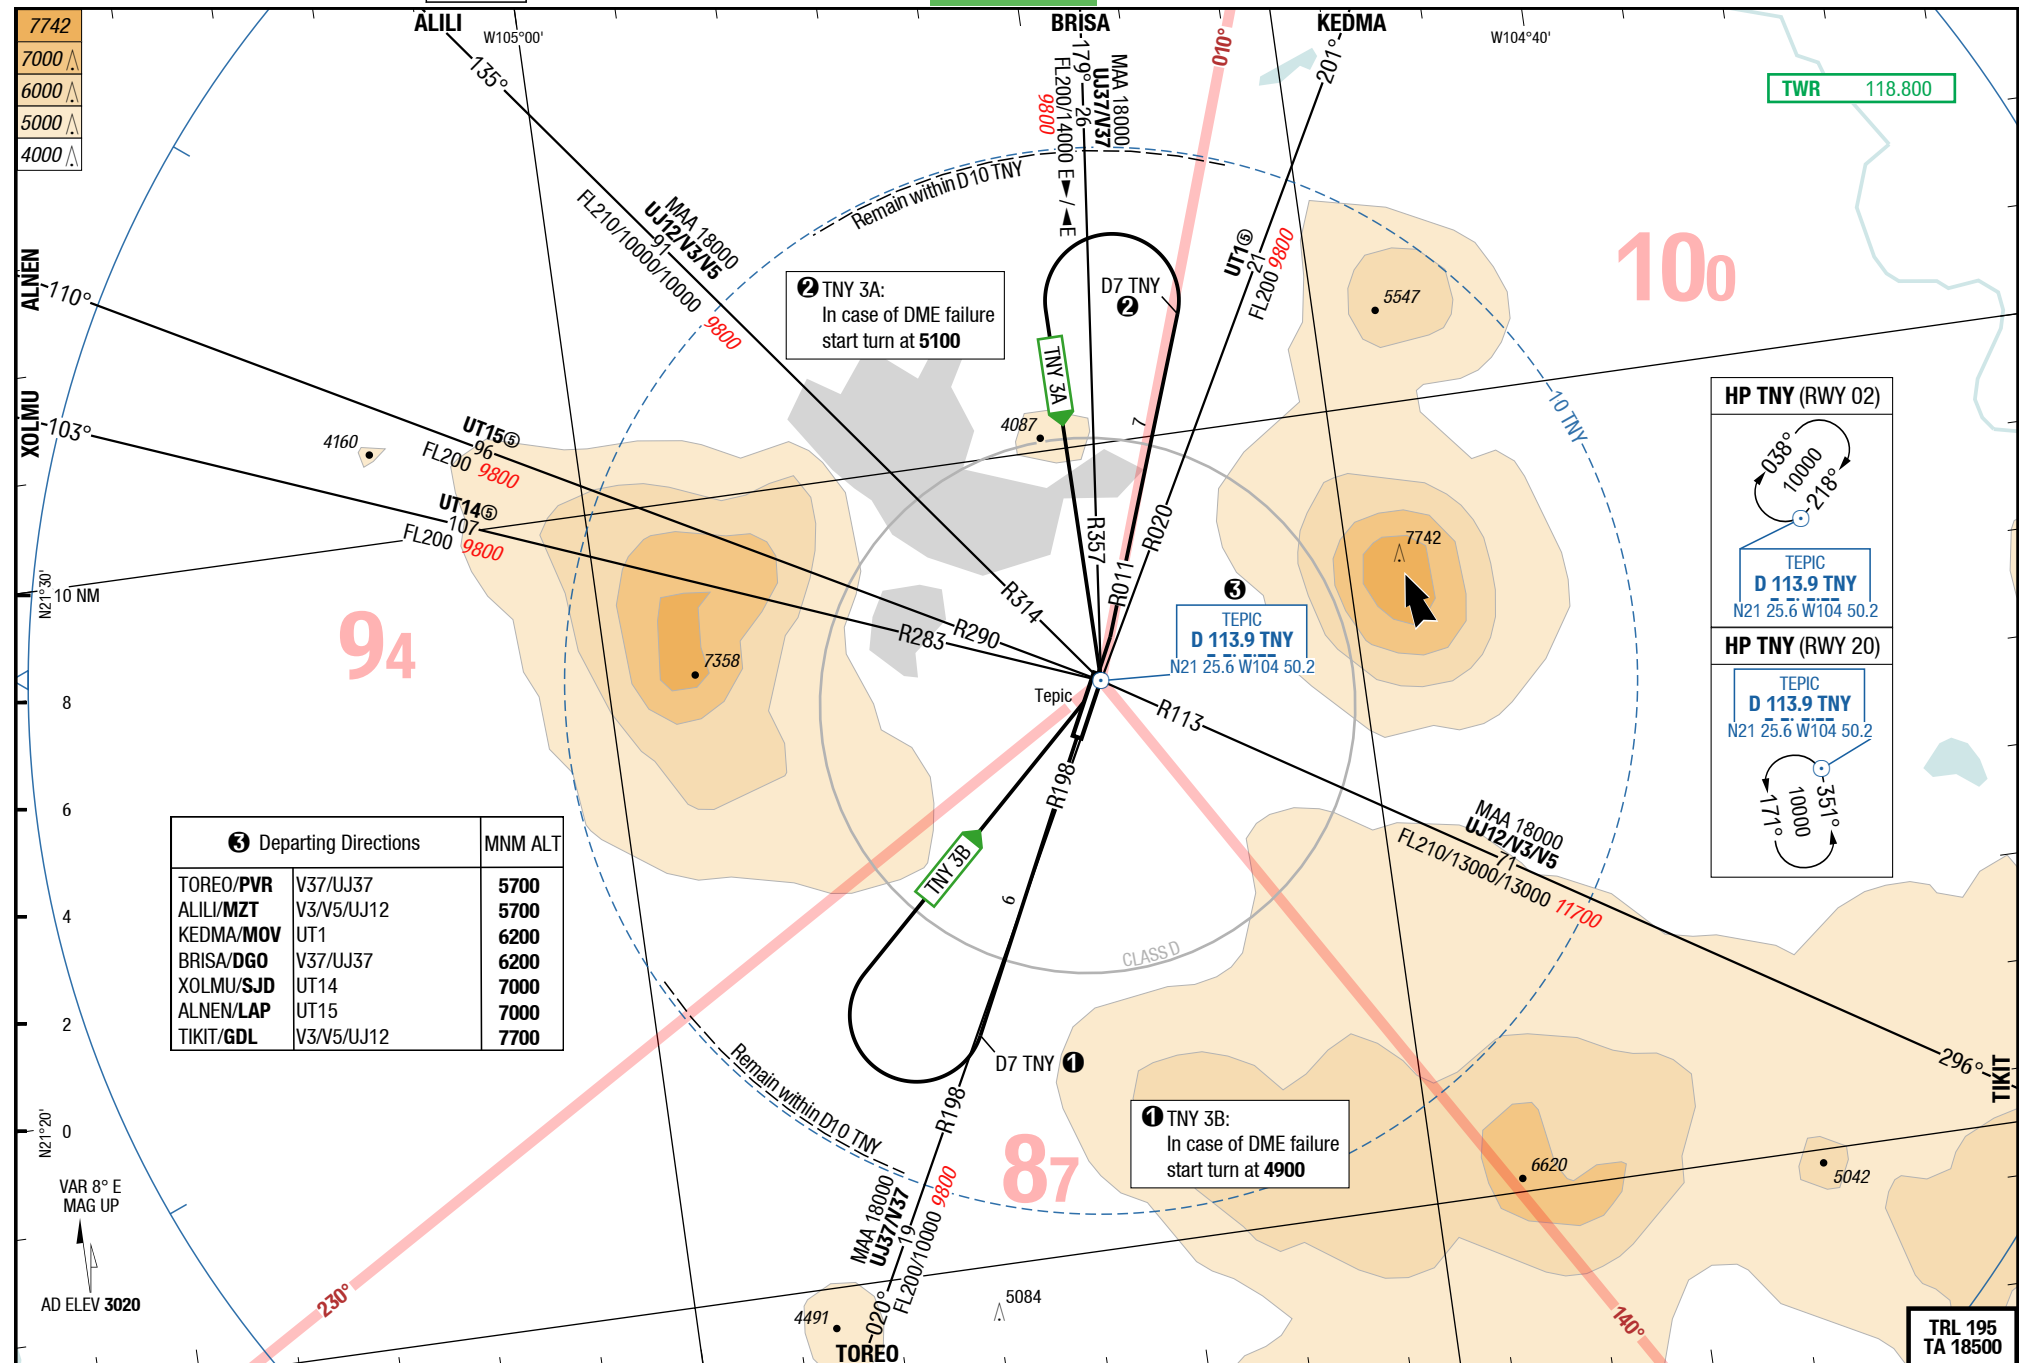 7742
7000
6000
5000
4000
ALILI
W105°00'
BRISA
KEDMA
W104°40'
TWR 118.800
135°
179°
26
MAA 18000
UJ37/V37
FL200/14000 E / E
9800
010°
201°
Remain within D10 TNY
MAA 18000
UJ12/V3/V5
91
FL210/10000/10000
9800
UT1⑤
21
FL200 9800
100
5547
ALNEN
110°
XOLMU
103°
❷ TNY 3A:
In case of DME failure
start turn at 5100
D7 TNY
❷
TNY 3A
7
10 TNY
HP TNY (RWY 02)
038°
10000
218°
TEPIC
D 113.9 TNY
N21 25.6 W104 50.2
HP TNY (RWY 20)
TEPIC
D 113.9 TNY
N21 25.6 W104 50.2
171°
10000
351°
4160
UT15⑤
96
FL200 9800
UT14⑤
107
FL200 9800
4087
R357
R011
R020
R314
R290
R283
7742
N21°30'
10 NM
8
6
4
2
0
94
7358
❸
TEPIC
D 113.9 TNY
N21 25.6 W104 50.2
Tepic
R113
R198
TNY 3B
6
CLASS D
MAA 18000
UJ12/V3/V5
71
FL210/13000/13000 11700
296°
TIKIT
❸ Departing Directions MNM ALT
TOREO/PVR V37/UJ37 5700
ALILI/MZT V3/V5/UJ12 5700
KEDMA/MOV UT1 6200
BRISA/DGO V37/UJ37 6200
XOLMU/SJD UT14 7000
ALNEN/LAP UT15 7000
TIKIT/GDL V3/V5/UJ12 7700
Remain within D10 TNY
D7 TNY ❶
R198
❶ TNY 3B:
In case of DME failure
start turn at 4900
87
6620
5042
N21°20'
VAR 8° E
MAG UP
AD ELEV 3020
230°
MAA 18000
UJ37/V37
19
FL200/10000 9800
020°
4491
TOREO
5084
140°
TRL 195
TA 18500